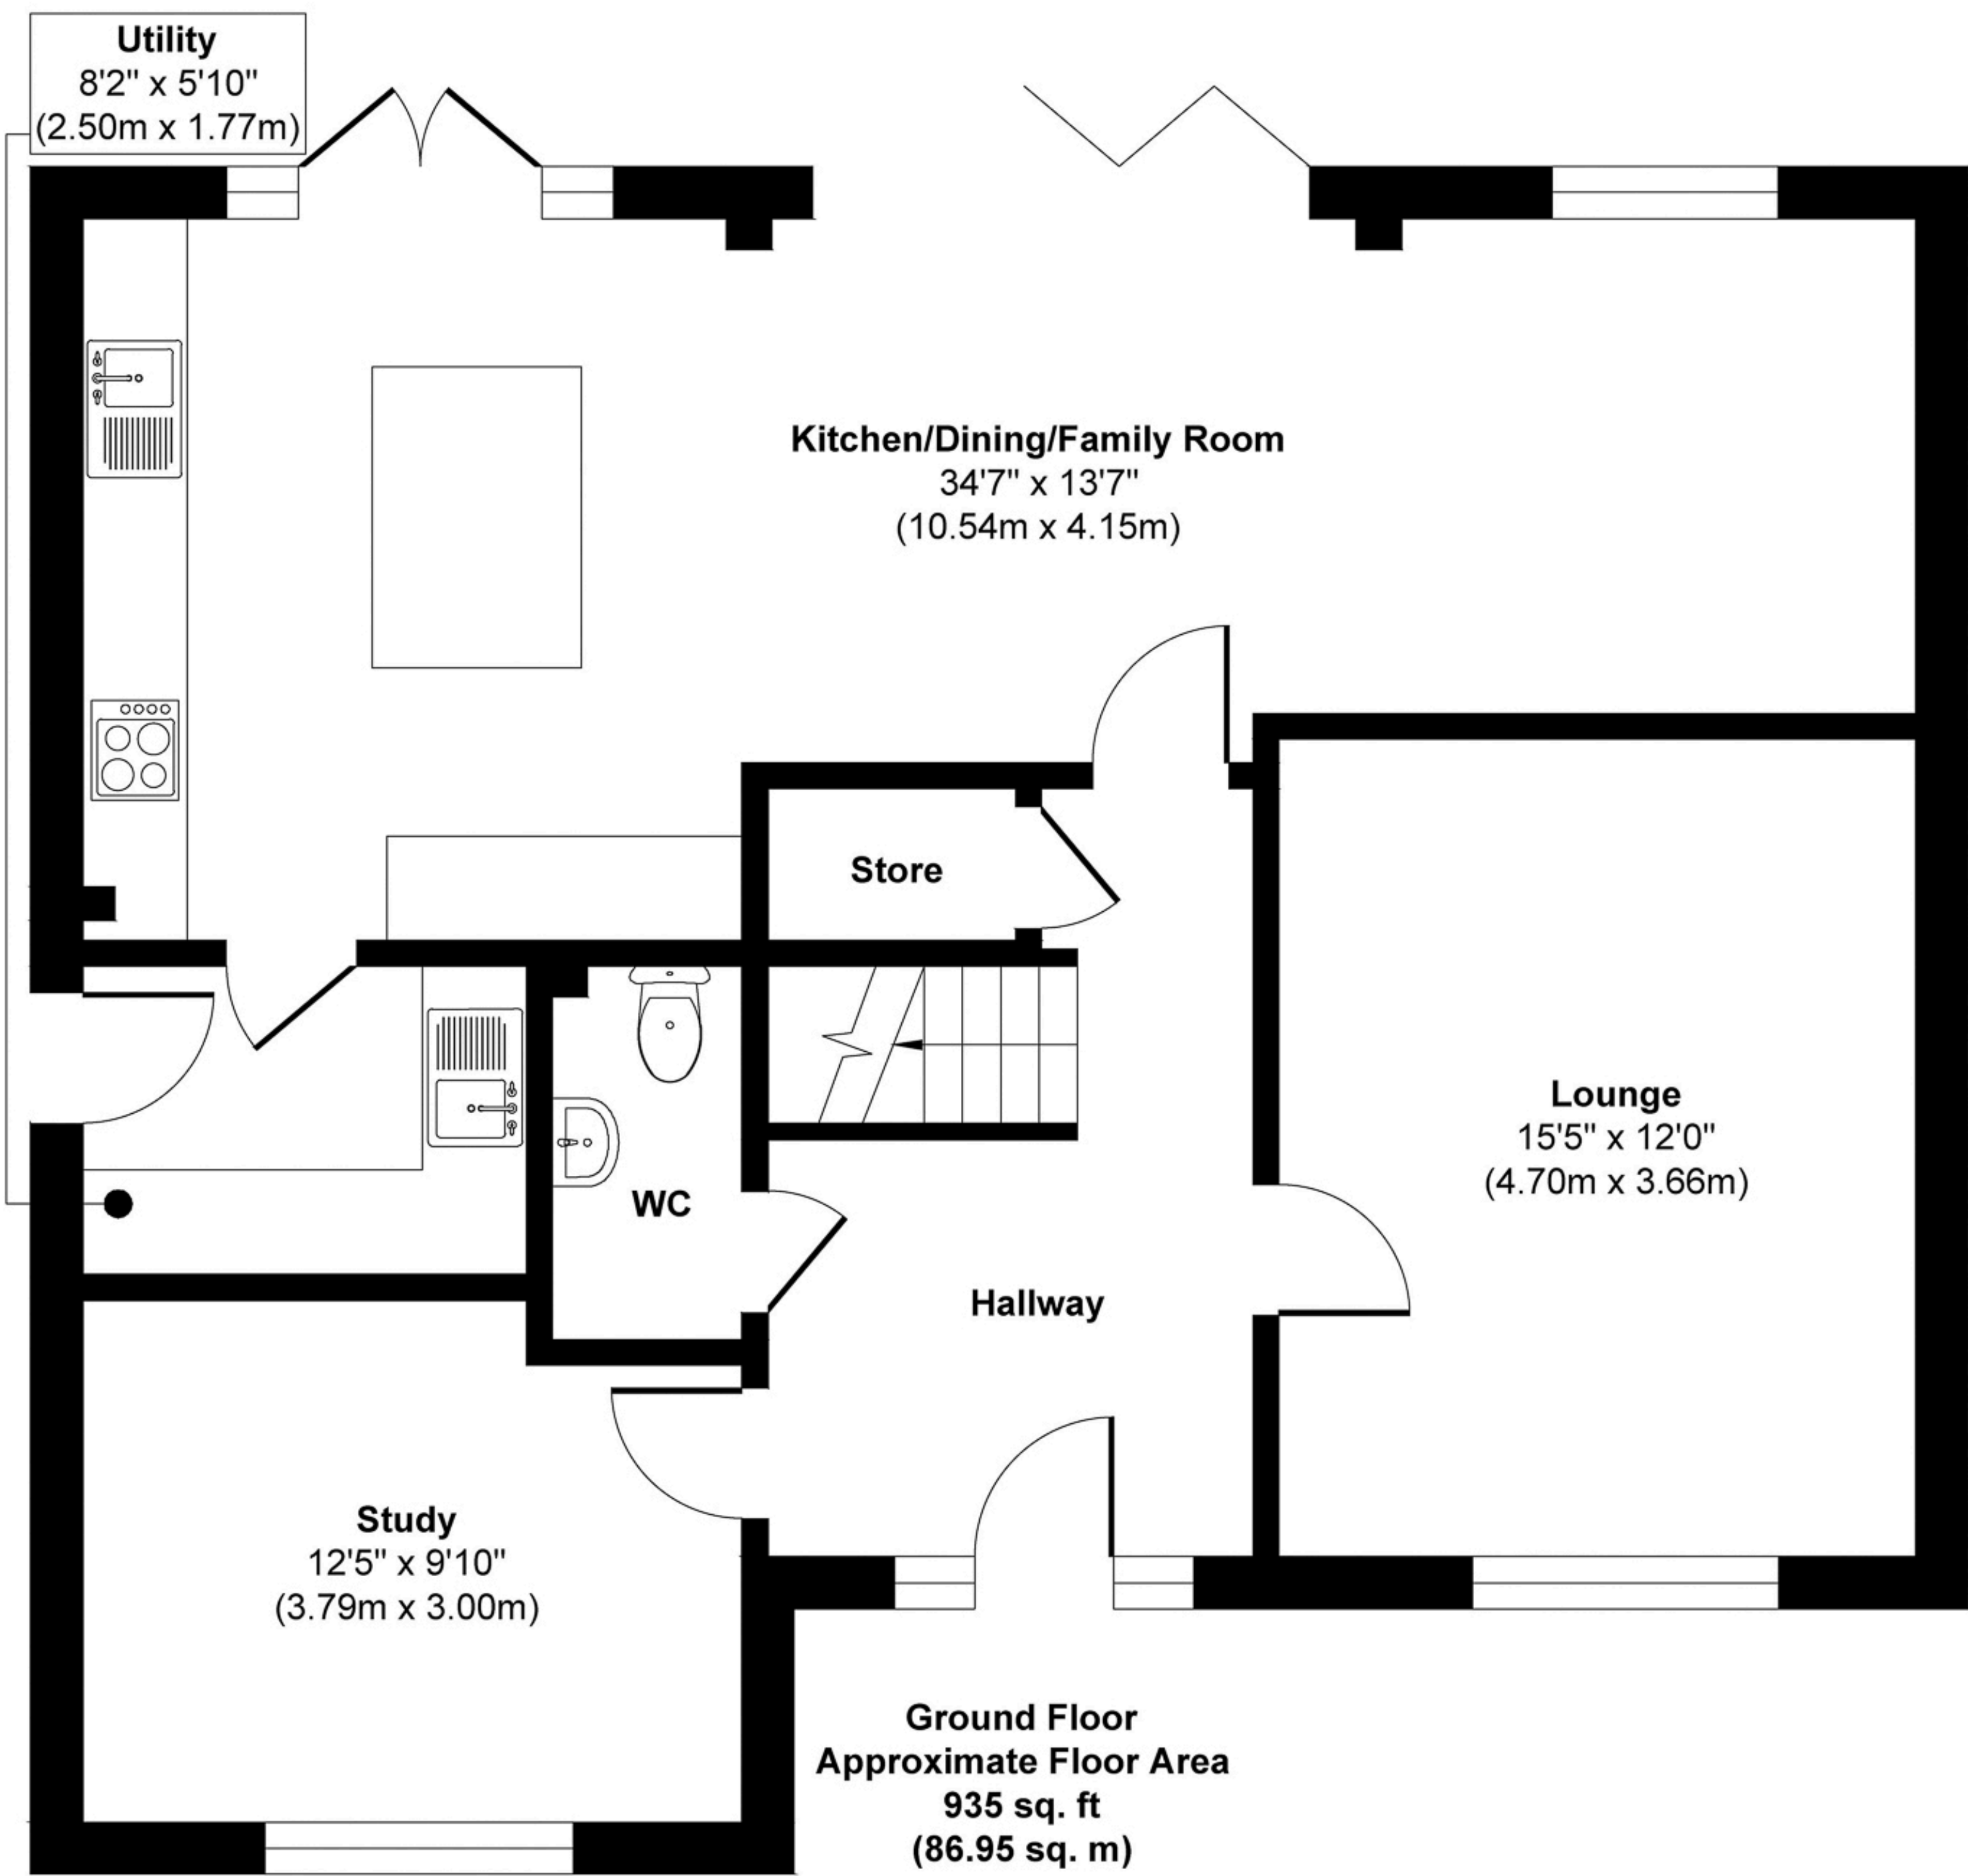 Utility
8'2" x 5'10"
(2.50m x 1.77m)
Kitchen/Dining/Family Room
34'7" x 13'7"
(10.54m x 4.15m)
Store
Lounge
15'5" x 12'0"
(4.70m x 3.66m)
WC
Hallway
Study
12'5" x 9'10"
(3.79m x 3.00m)
Ground Floor
Approximate Floor Area
935 sq. ft
(86.95 sq. m)